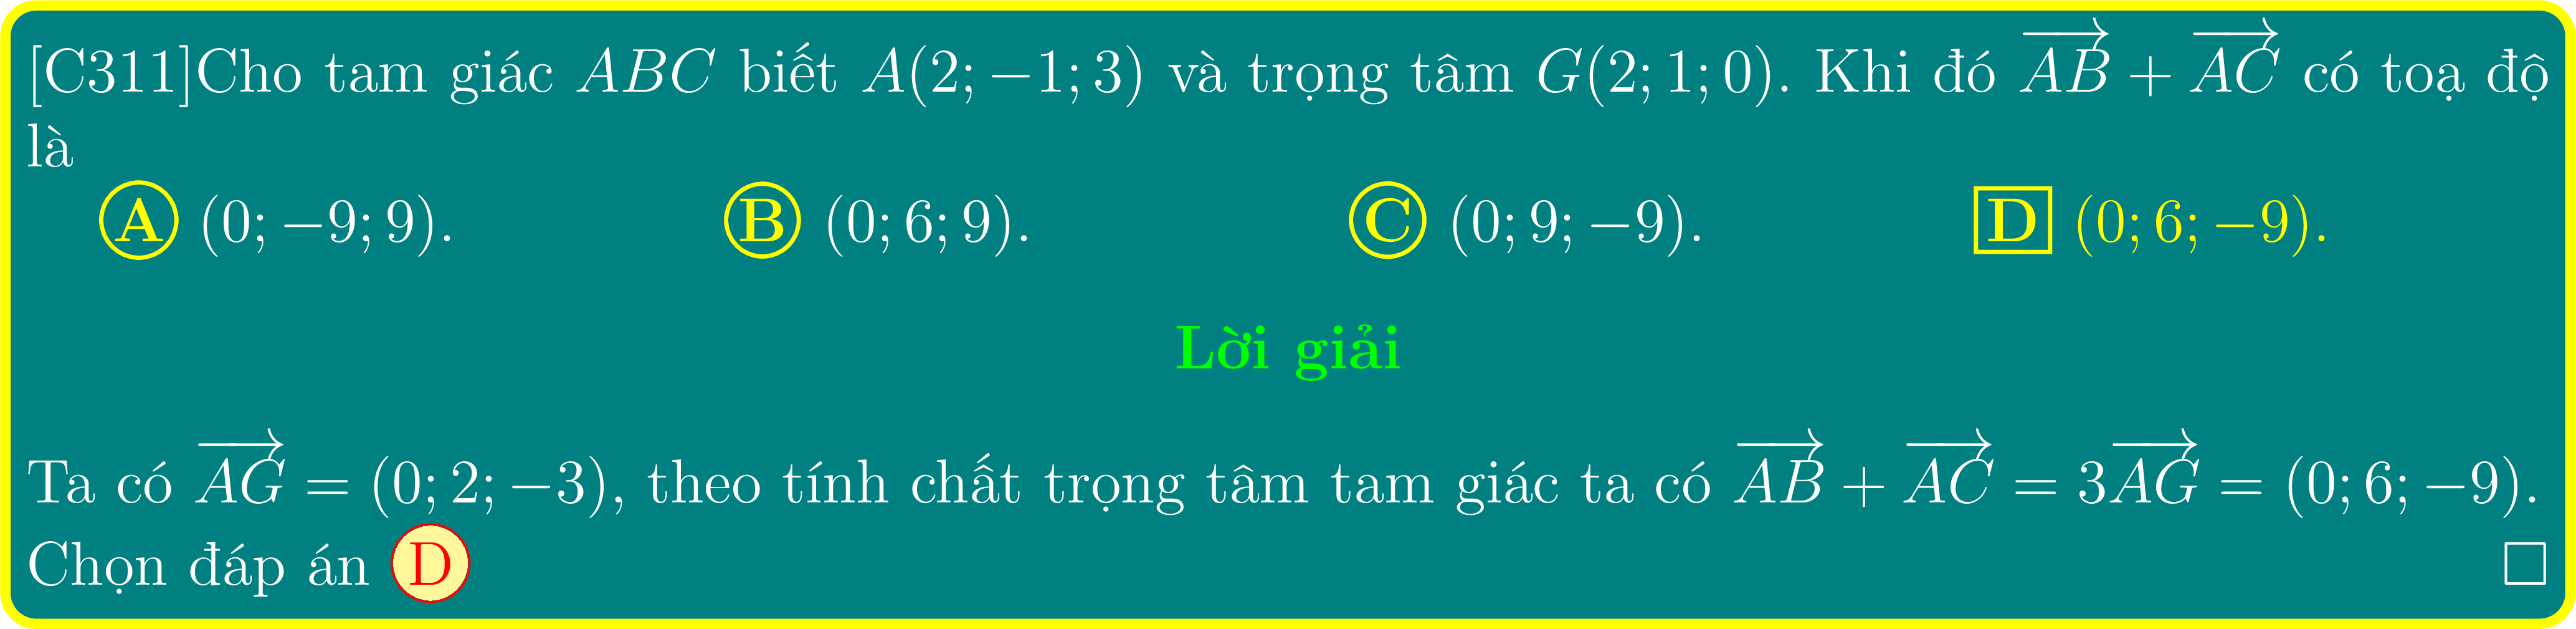 [C311]Cho tam giác $ABC$ biết $A(2;-1;3)$ và trọng tâm $G(2;1;0)$. Khi đó $\overrightarrow{AB}+\overrightarrow{AC}$ có toạ độ
là
A $(0;-9;9)$. B $(0;6;9)$. C $(0;9;-9)$. D $(0;6;-9)$.
Lời giải
Ta có $\overrightarrow{AG}=(0;2;-3)$, theo tính chất trọng tâm tam giác ta có $\overrightarrow{AB}+\overrightarrow{AC}=3\overrightarrow{AG}=(0;6;-9)$.
Chọn đáp án D □